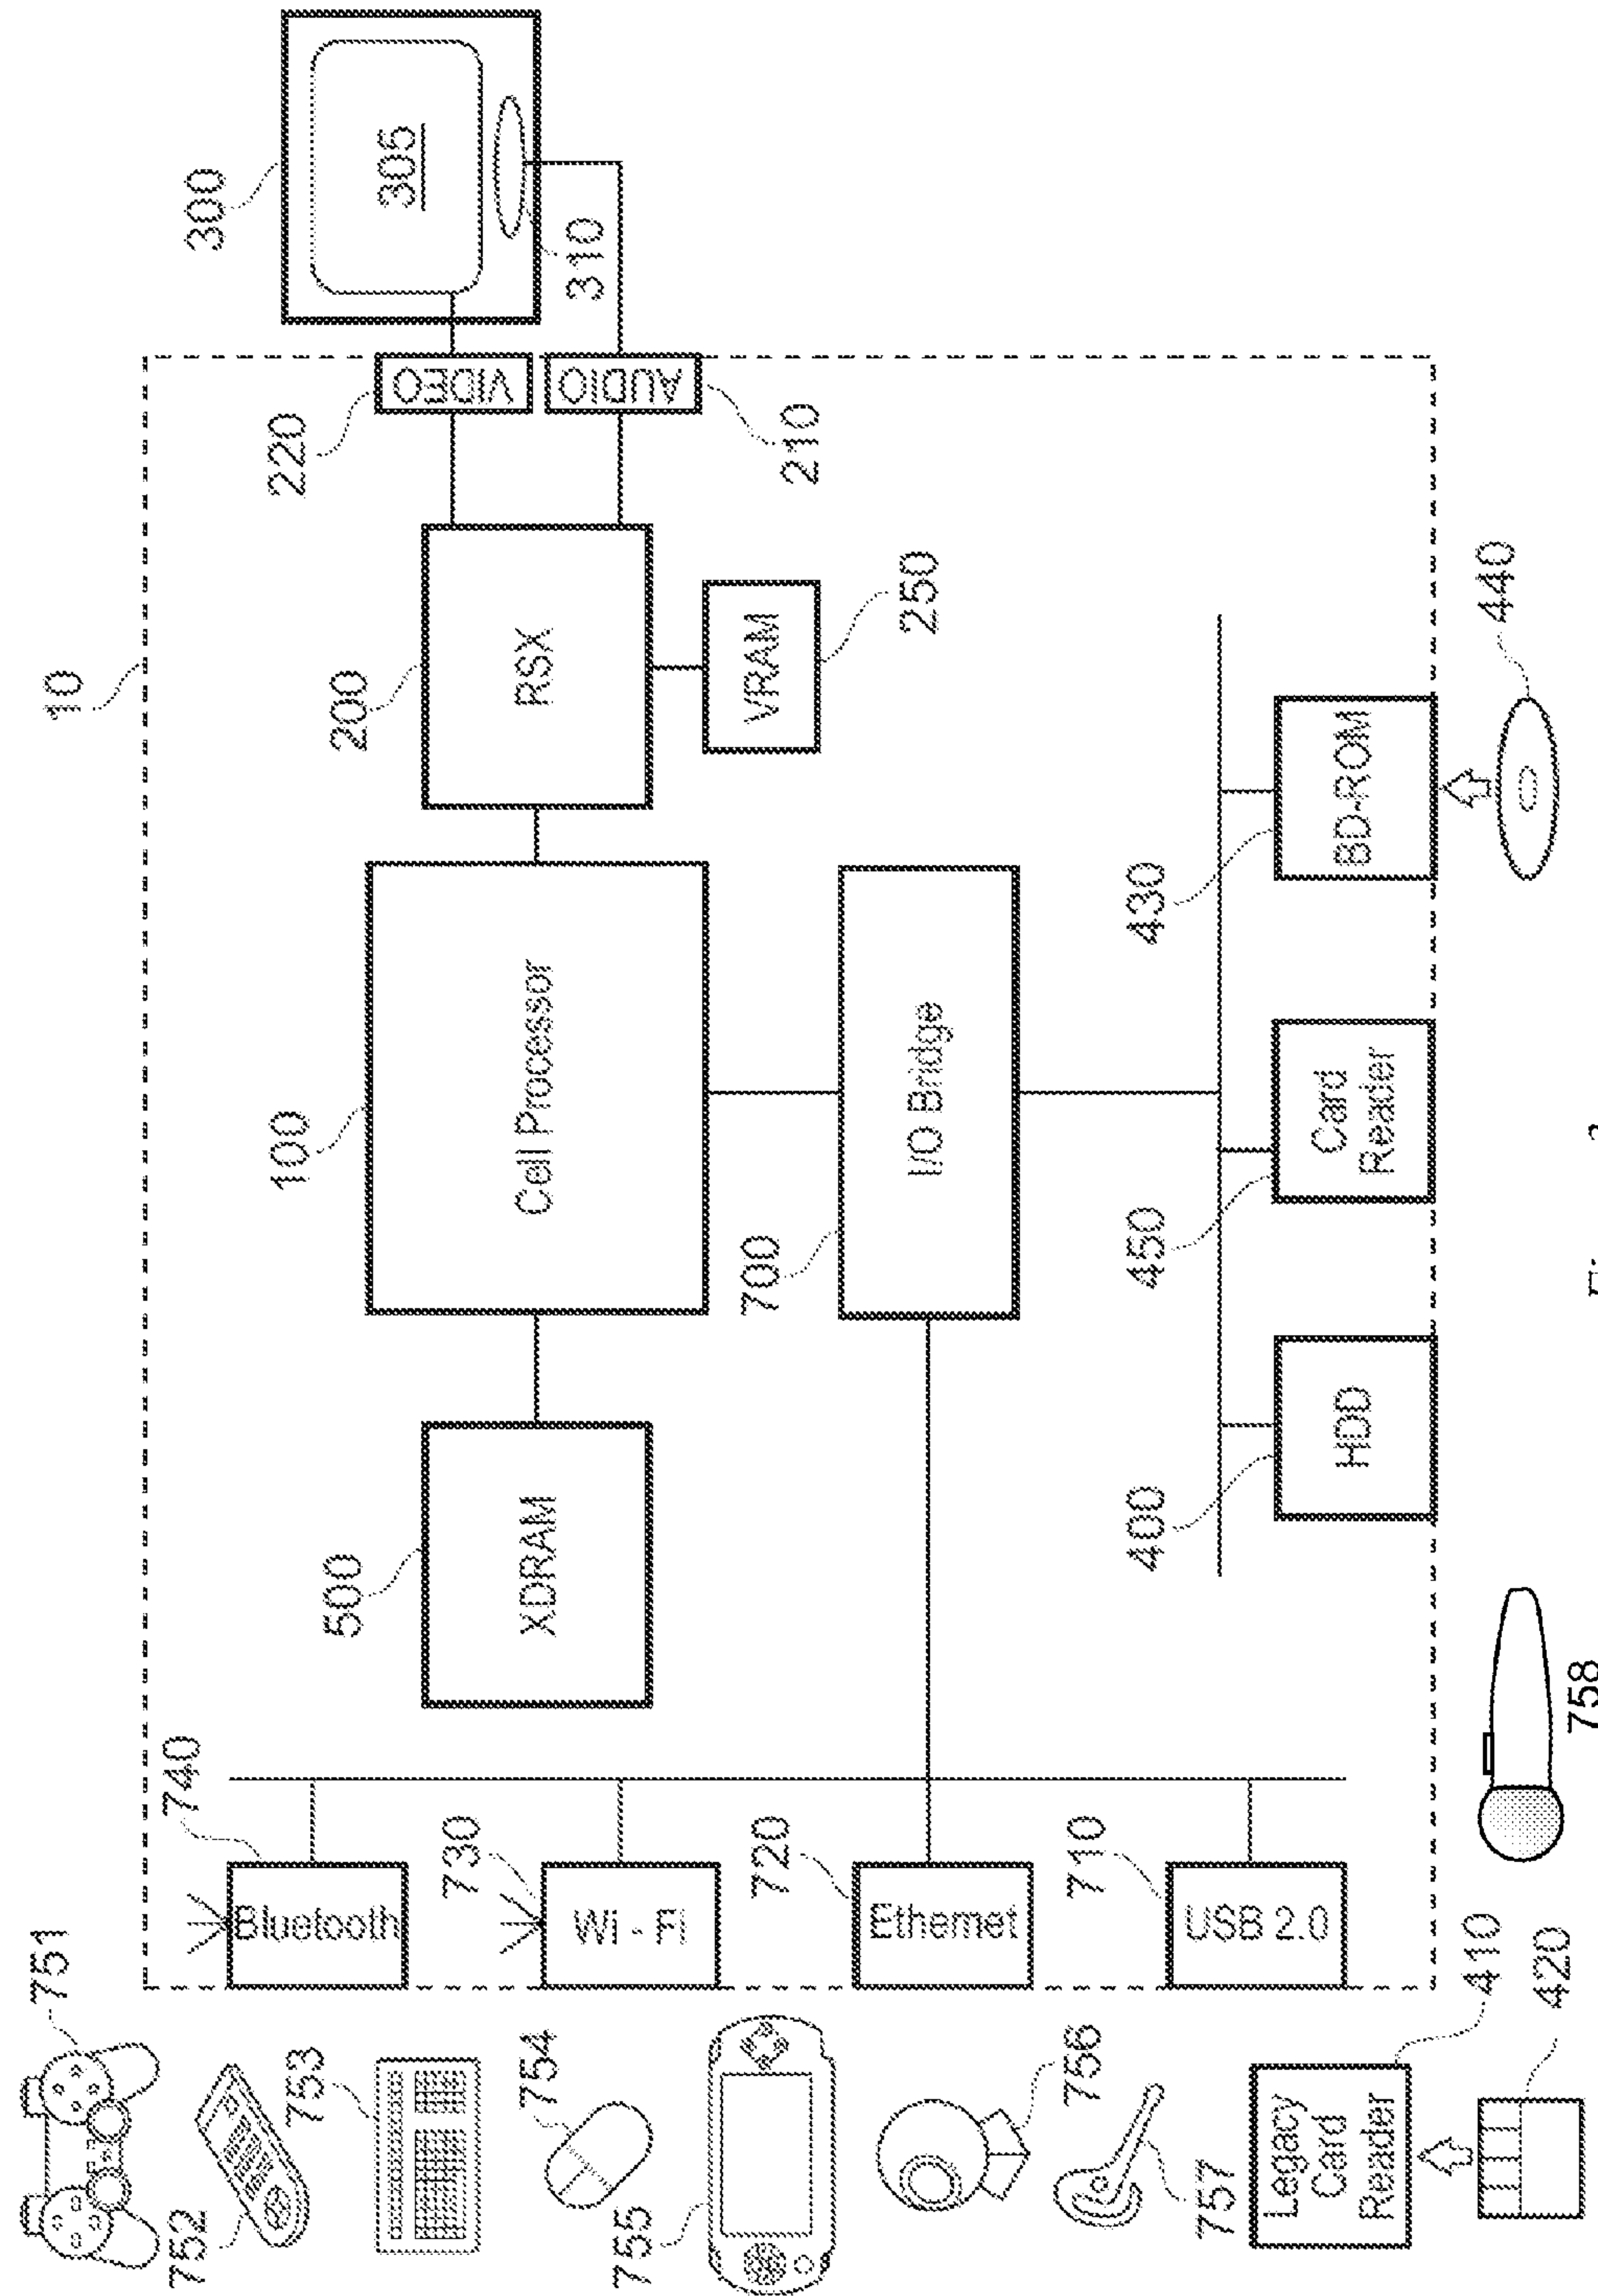 751
752
753
754
755
756
757
Legacy
Card
Reader
410
420
758
10
740
Bluetooth
730
Wi - Fi
720
Ethernet
710
USB 2.0
500
XDRAM
100
Cell Processor
200
RSX
250
VRAM
220
VIDEO
210
AUDIO
300
305
310
700
I/O Bridge
400
HDD
450
Card
Reader
430
BD-ROM
440